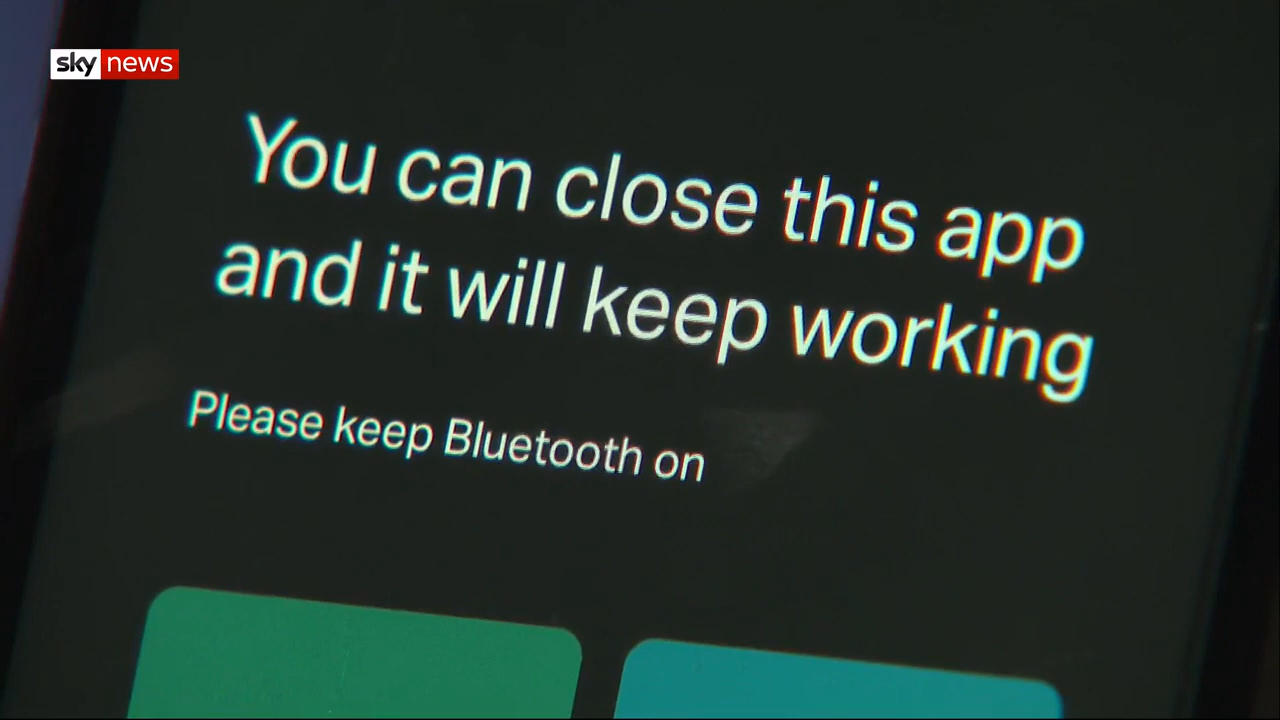 sky news
You can close this app
and it will keep working
Please keep Bluetooth on